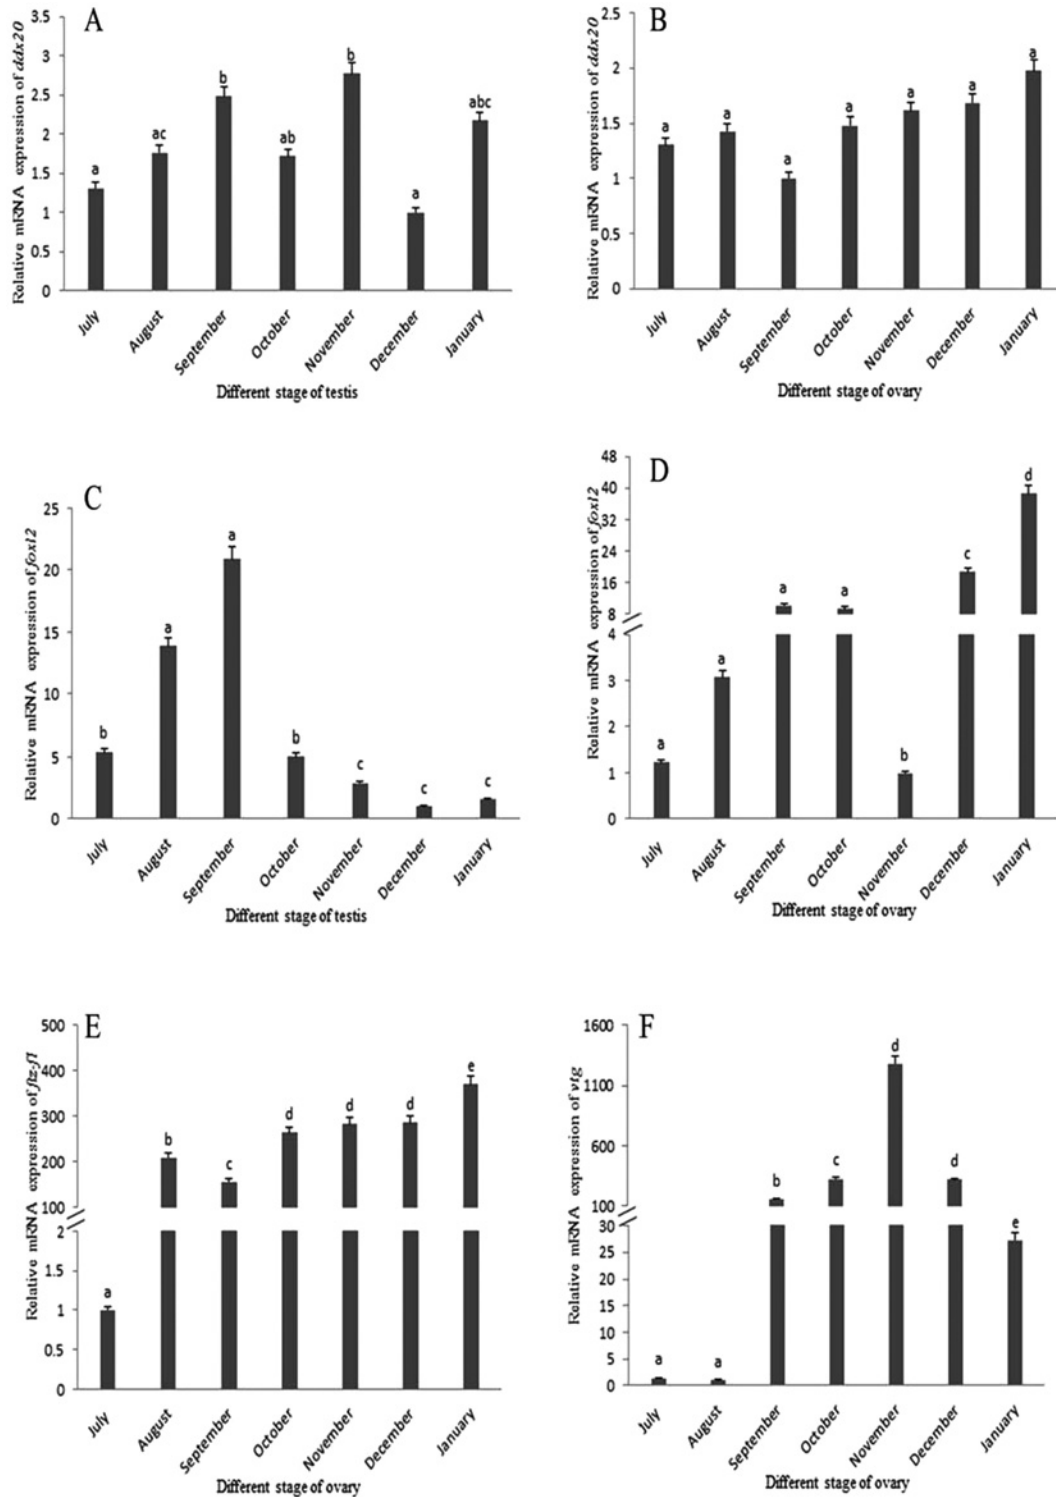 A
Relative mRNA expression of ddx20
3.5
3
2.5
2
1.5
1
0.5
0
a
ac
b
ab
b
a
abc
July
August
September
October
November
December
January
Different stage of testis
B
Relative mRNA expression of ddx20
2.5
2
1.5
1
0.5
0
a
a
a
a
a
a
a
July
August
September
October
November
December
January
Different stage of ovary
C
Relative mRNA expression of foxl2
25
20
15
10
5
0
b
a
a
b
c
c
c
July
August
September
October
November
December
January
Different stage of testis
D
Relative mRNA expression of foxl2
48
40
32
24
16
8
4
3
2
1
0
a
a
a
a
b
c
d
July
August
September
October
November
December
January
Different stage of ovary
E
Relative mRNA expression of ftz-f1
500
400
300
200
100
2
1.5
1
0.5
0
a
b
c
d
d
d
e
July
August
September
October
November
December
January
Different stage of ovary
F
Relative mRNA expression of vtg
1600
1100
600
100
30
25
20
15
10
5
0
a
a
b
c
d
d
e
July
August
September
October
November
December
January
Different stage of ovary